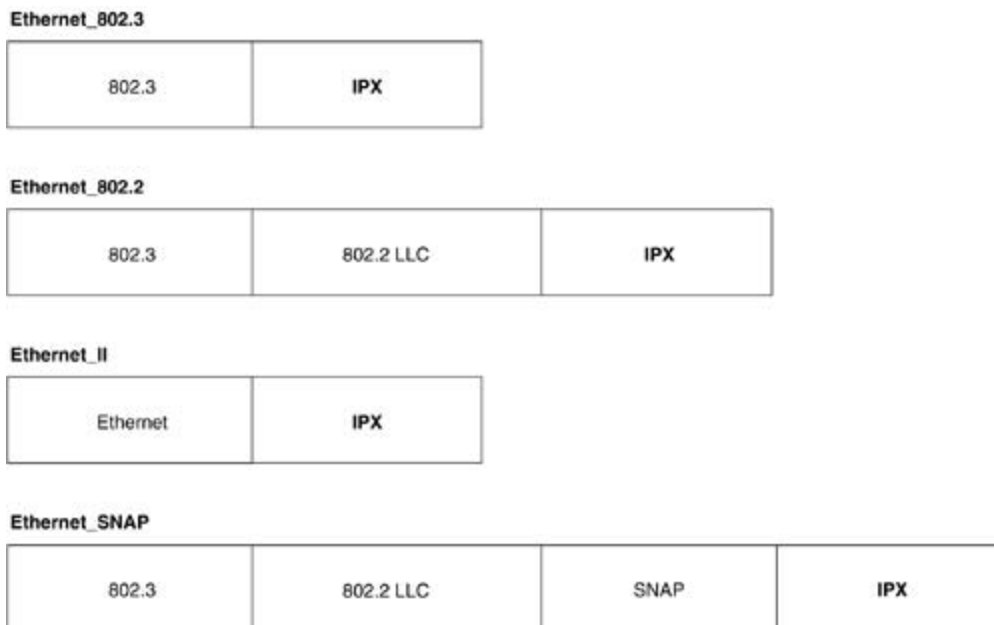 Ethernet_802.3
802.3 IPX
Ethernet_802.2
802.3 802.2 LLC IPX
Ethernet_II
Ethernet IPX
Ethernet_SNAP
802.3 802.2 LLC SNAP IPX